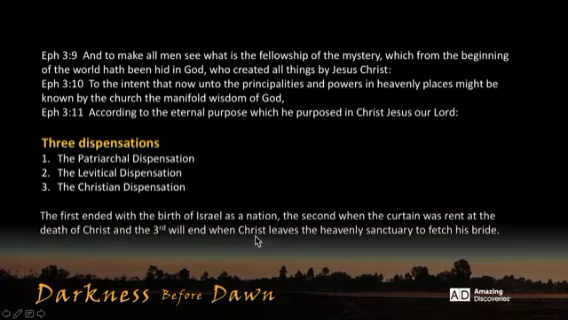 Eph 3:9  And to make all men see what is the fellowship of the mystery, which from the beginning
of the world hath been hid in God, who created all things by Jesus Christ:
Eph 3:10  To the intent that now unto the principalities and powers in heavenly places might be
known by the church the manifold wisdom of God,
Eph 3:11  According to the eternal purpose which he purposed in Christ Jesus our Lord:
Three dispensations
1. The Patriarchal Dispensation
2. The Levitical Dispensation
3. The Christian Dispensation
The first ended with the birth of Israel as a nation, the second when the curtain was rent at the
death of Christ and the 3rd will end when Christ leaves the heavenly sanctuary to fetch his bride.
Darkness Before Dawn
AD Amazing
Discoveries